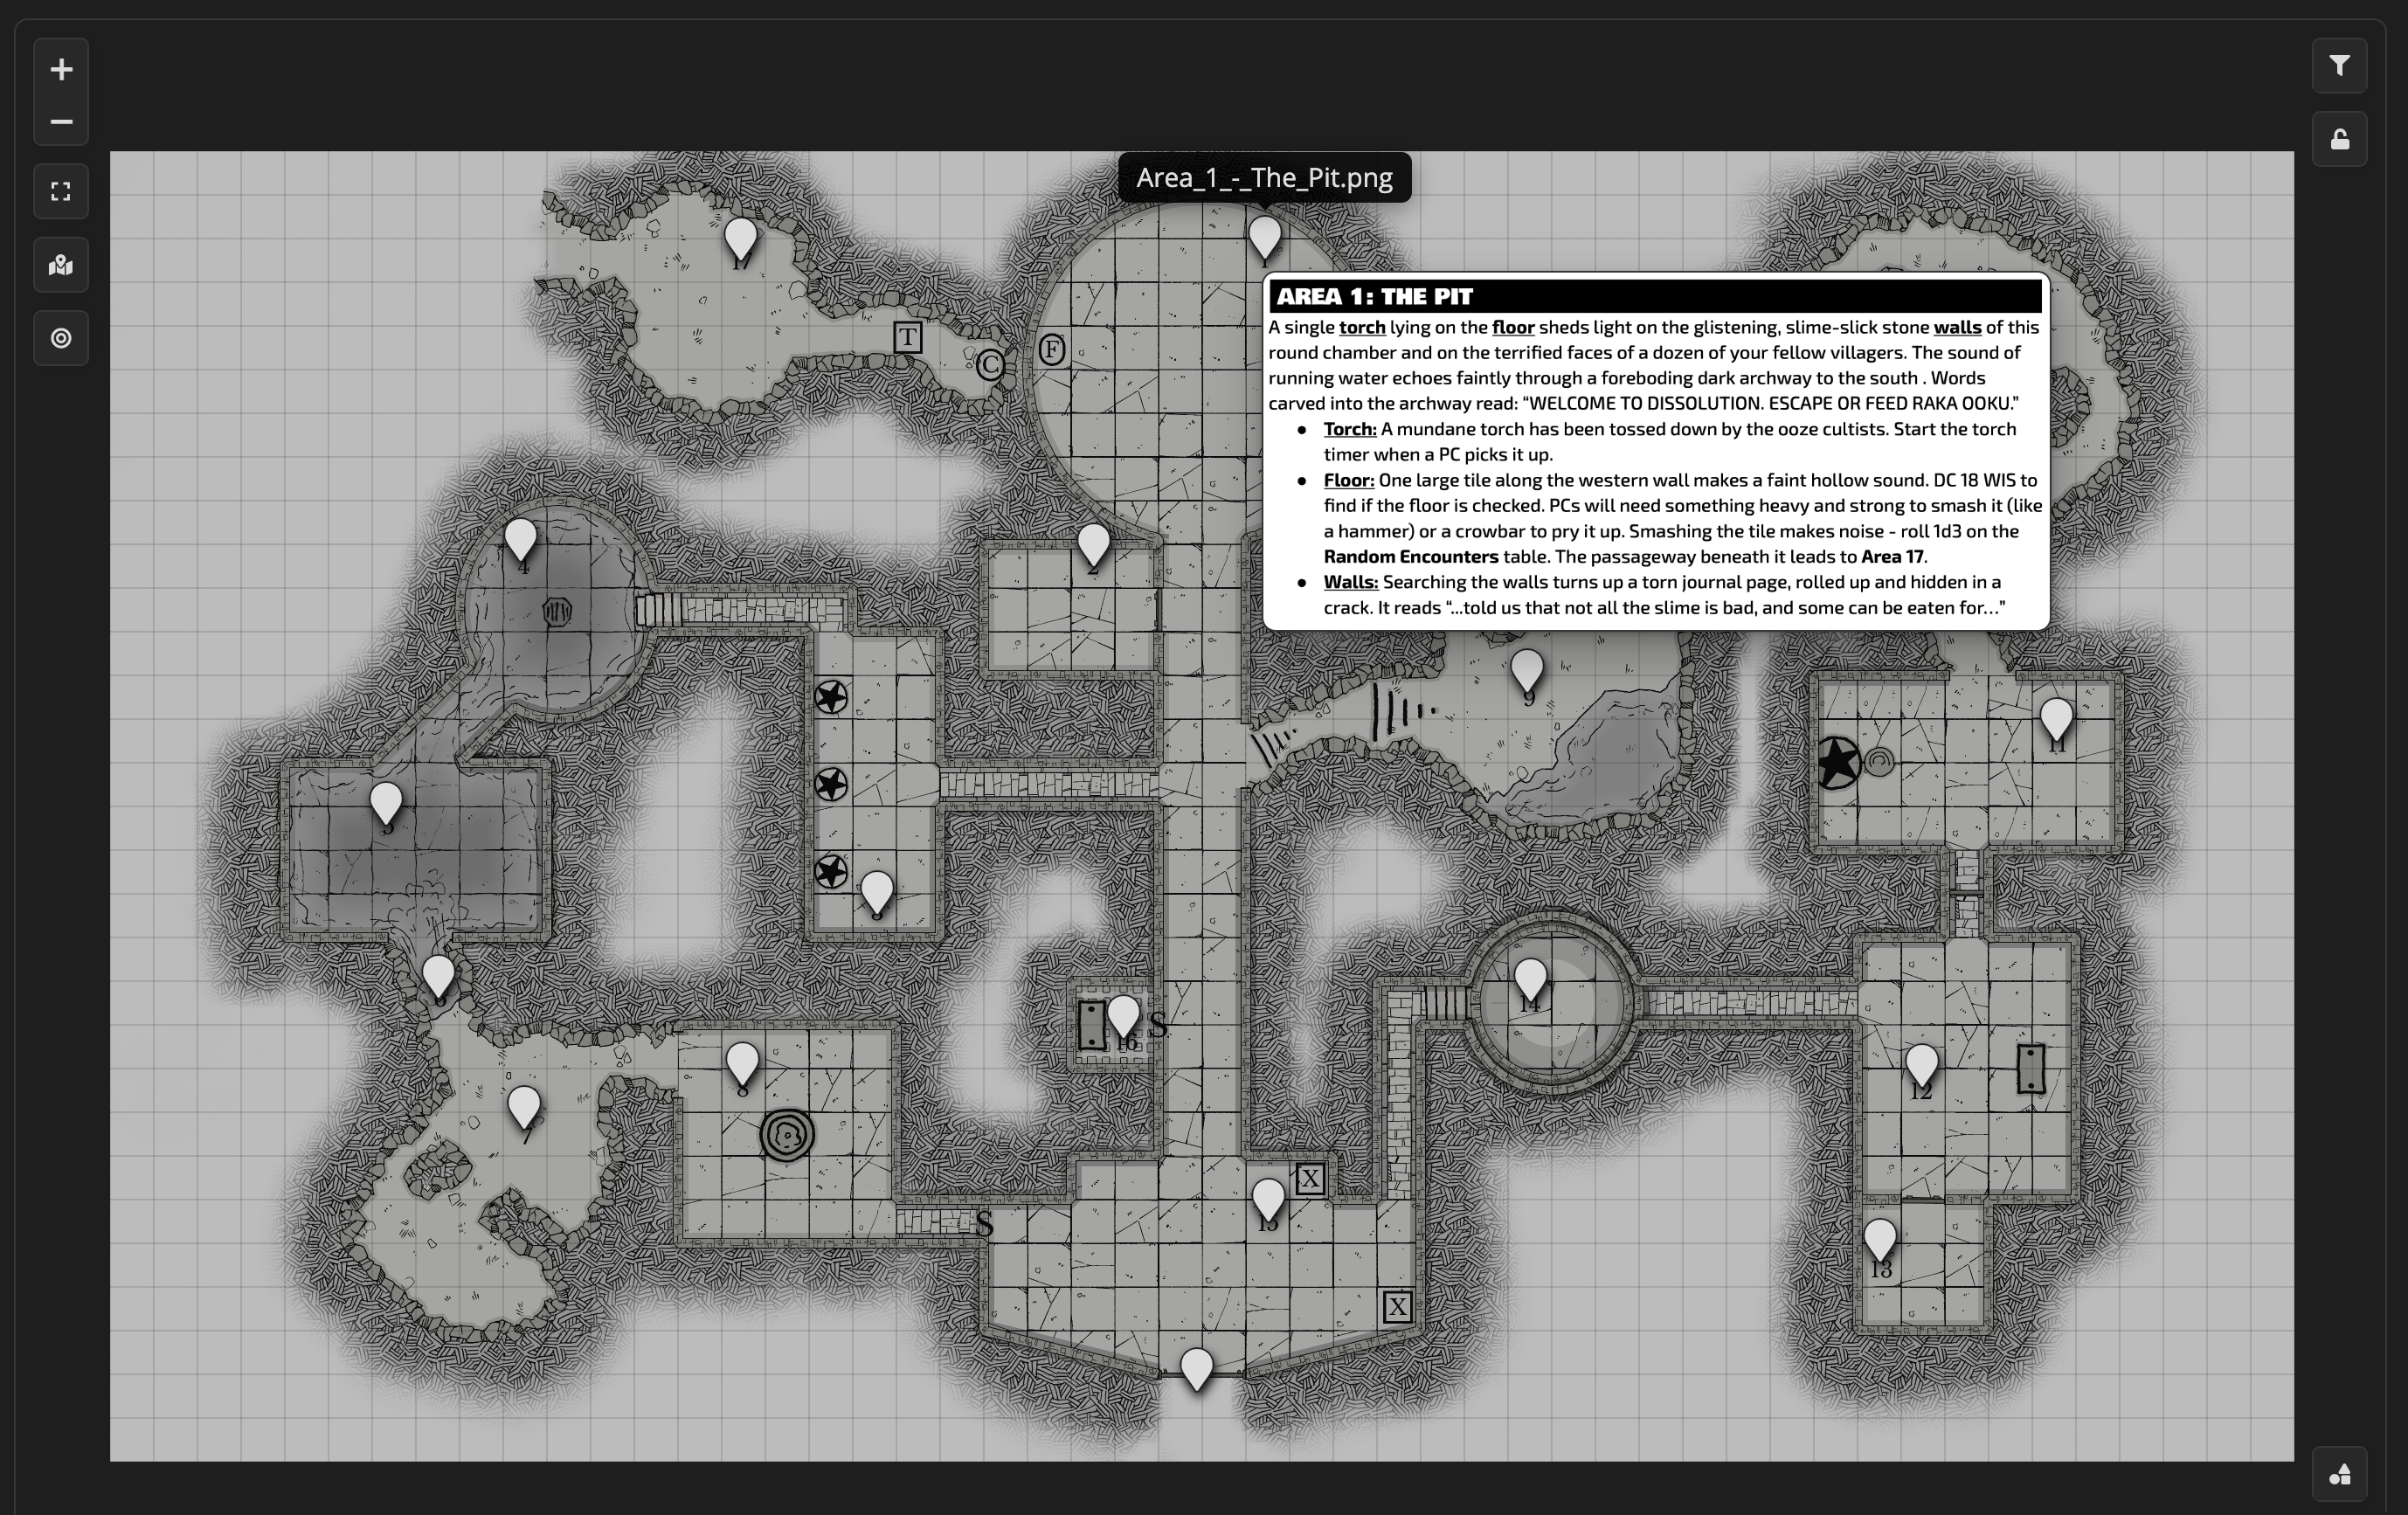 Area_1_-_The_Pit.png
17
T
C
F
AREA 1: THE PIT
A single torch lying on the floor sheds light on the glistening, slime-slick stone walls of this
round chamber and on the terrified faces of a dozen of your fellow villagers. The sound of
running water echoes faintly through a foreboding dark archway to the south . Words
carved into the archway read: “WELCOME TO DISSOLUTION. ESCAPE OR FEED RAKA OOKU.”
● Torch: A mundane torch has been tossed down by the ooze cultists. Start the torch
timer when a PC picks it up.
● Floor: One large tile along the western wall makes a faint hollow sound. DC 18 WIS to
find if the floor is checked. PCs will need something heavy and strong to smash it (like
a hammer) or a crowbar to pry it up. Smashing the tile makes noise - roll 1d3 on the
Random Encounters table. The passageway beneath it leads to Area 17.
● Walls: Searching the walls turns up a torn journal page, rolled up and hidden in a
crack. It reads “...told us that not all the slime is bad, and some can be eaten for...”
4
2
9
11
14
16
S
8
12
7
X
15
S
13
X